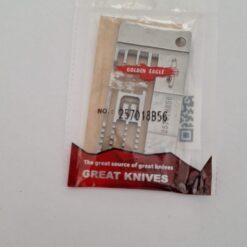 GOLDEN EAGLE
NO.: 257018B56
The great source of great knives
GREAT KNIVES